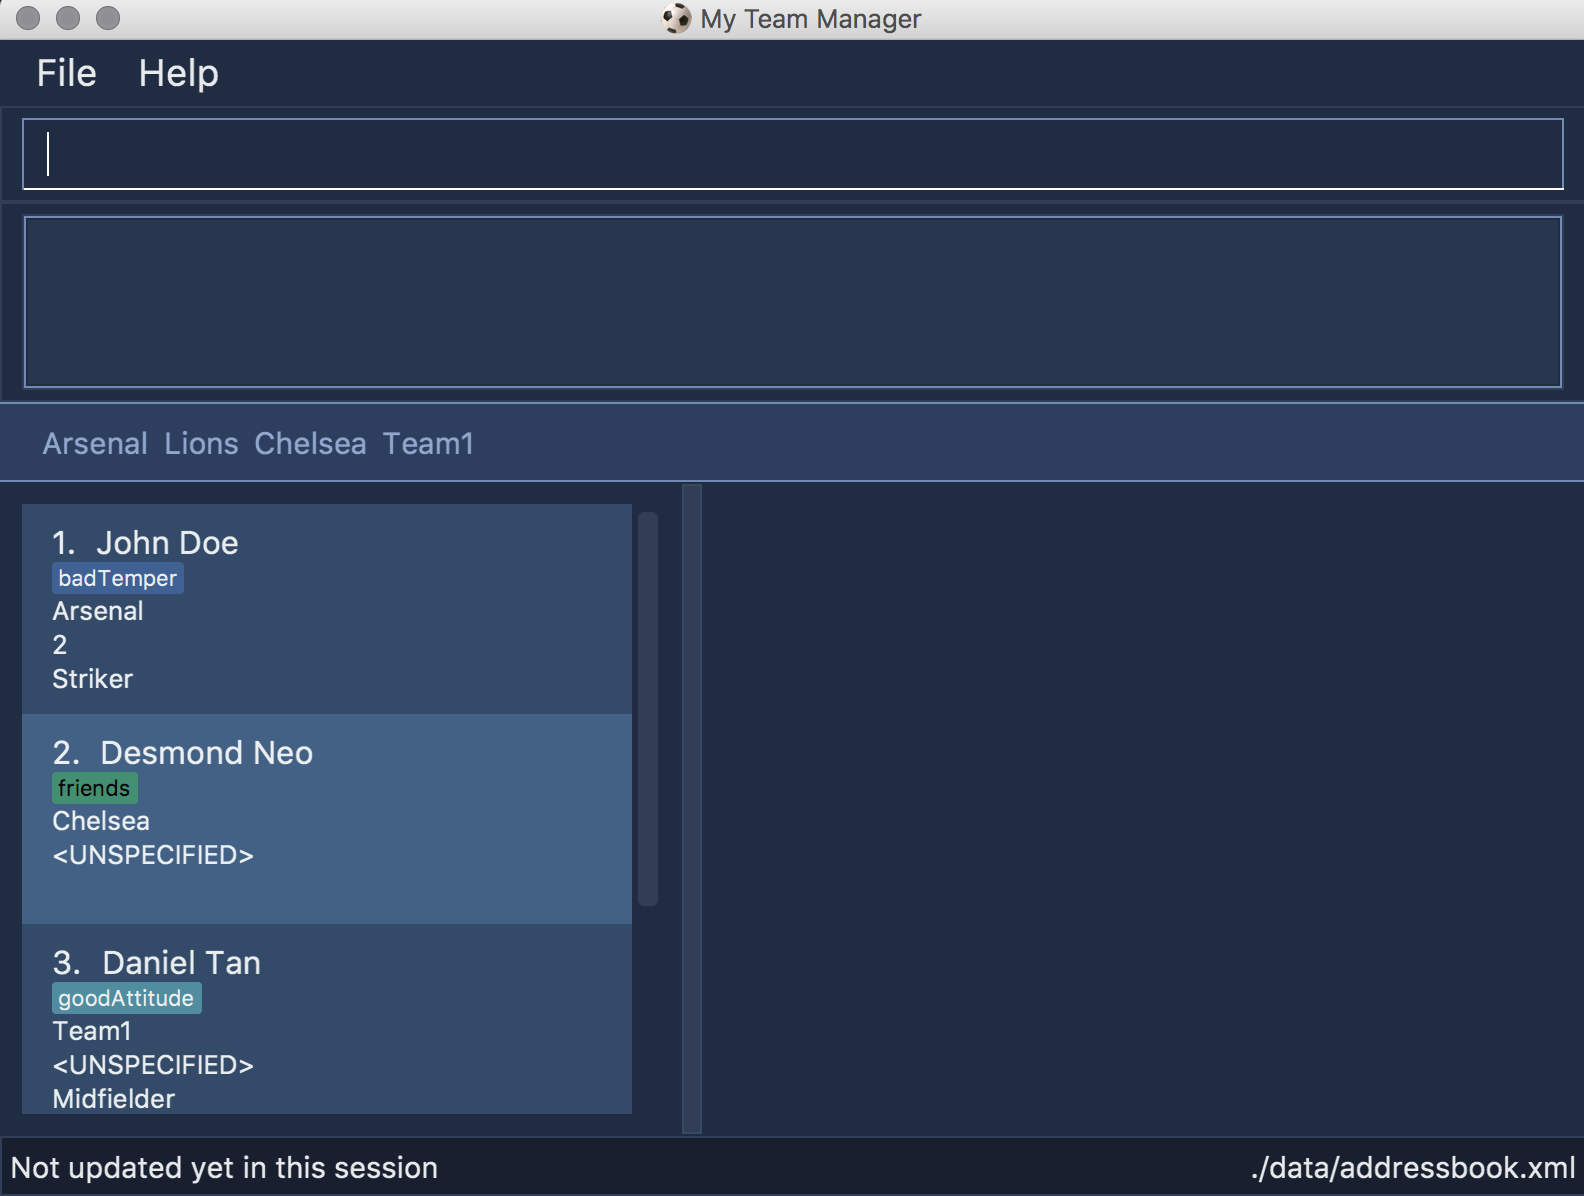 My Team Manager
File Help
Arsenal Lions Chelsea Team1
1. John Doe
badTemper
Arsenal
2
Striker
2. Desmond Neo
friends
Chelsea
<UNSPECIFIED>
3. Daniel Tan
goodAttitude
Team1
<UNSPECIFIED>
Midfielder
Not updated yet in this session
./data/addressbook.xml